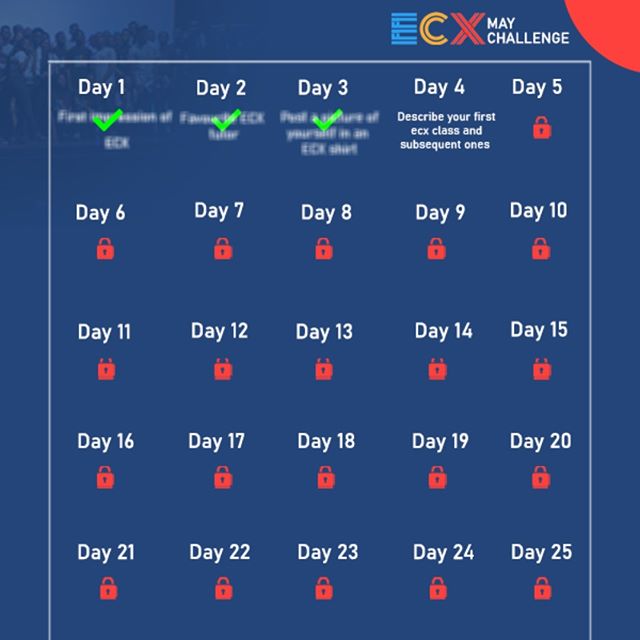 ECX MAY
CHALLENGE
Day 1 Day 2 Day 3 Day 4 Day 5
First impression of
ECX
Favourite ECX
tutor
Post a picture of
yourself in an
ECX shirt
Describe your first
ecx class and
subsequent ones
Day 6 Day 7 Day 8 Day 9 Day 10
Day 11 Day 12 Day 13 Day 14 Day 15
Day 16 Day 17 Day 18 Day 19 Day 20
Day 21 Day 22 Day 23 Day 24 Day 25